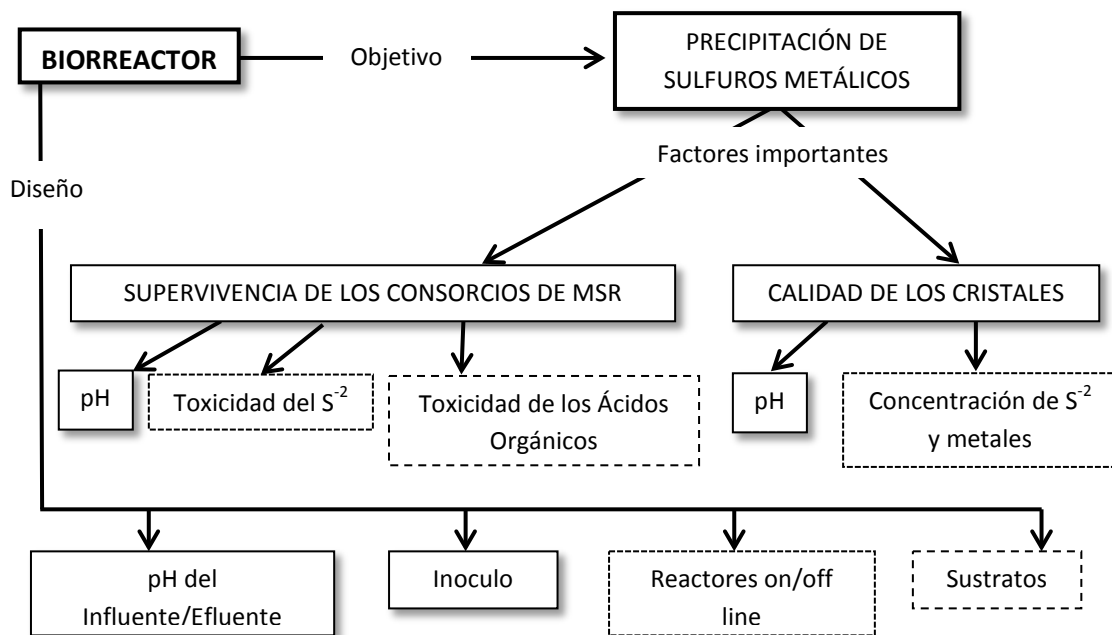 BIORREACTOR
Objetivo
PRECIPITACIÓN DE
SULFUROS METÁLICOS
Factores importantes
Diseño
SUPERVIVENCIA DE LOS CONSORCIOS DE MSR
CALIDAD DE LOS CRISTALES
pH
Toxicidad del S⁻²
Toxicidad de los Ácidos
Orgánicos
pH
Concentración de S⁻²
y metales
pH del
Influente/Efluente
Inoculo
Reactores on/off
line
Sustratos